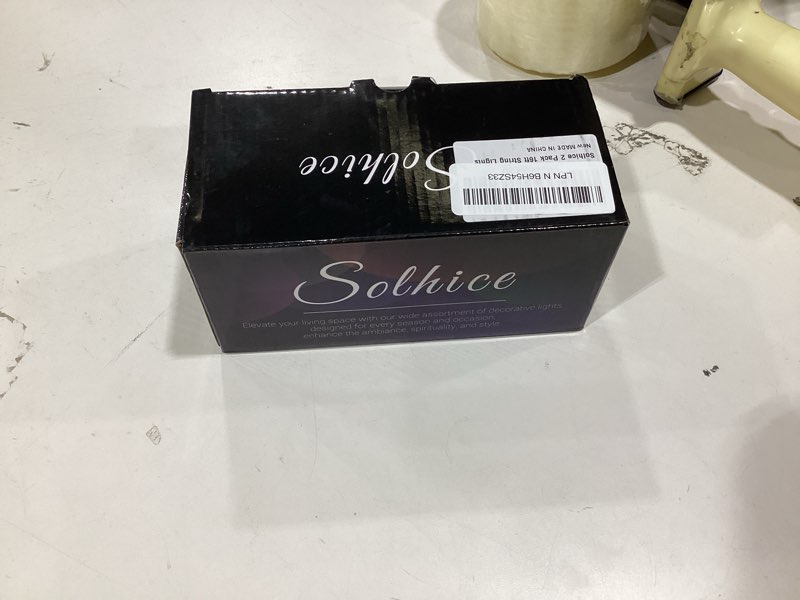 Solhice
Solhice 2 Pack 16ft String Lights
New MADE IN CHINA
LPN N B6H54SZ33
Solhice
Elevate your living space with our wide assortment of decorative lights,
designed for every season and occasion,
enhance the ambiance, spirituality, and style.